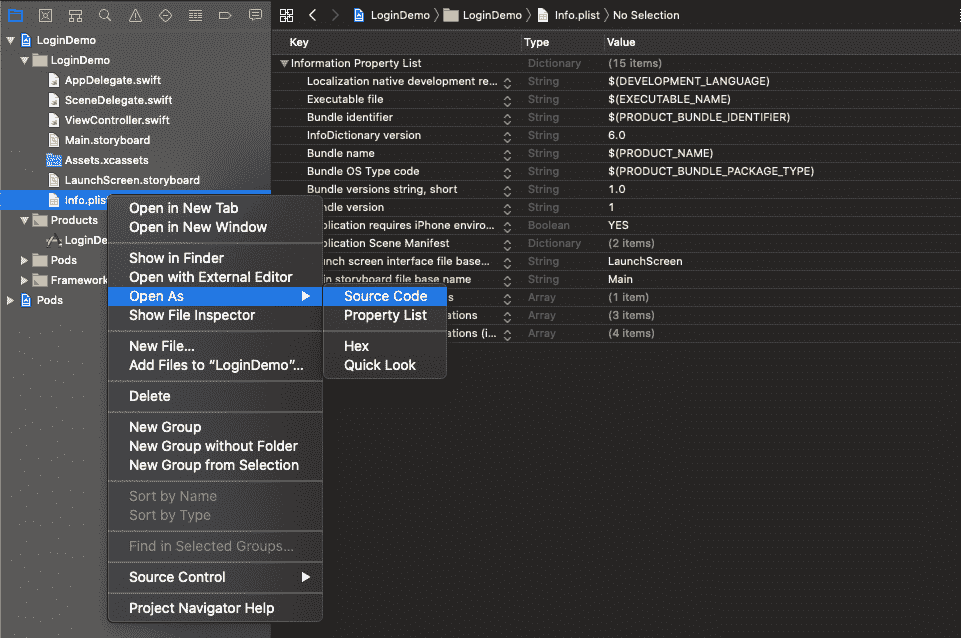 LoginDemo LoginDemo Info.plist No Selection
LoginDemo
LoginDemo
AppDelegate.swift
SceneDelegate.swift
ViewController.swift
Main.storyboard
Assets.xcassets
LaunchScreen.storyboard
Info.plist
Products
LoginDe
Pods
Framework
Pods
Key Type Value
Information Property List Dictionary (15 items)
Localization native development re... String $(DEVELOPMENT_LANGUAGE)
Executable file String $(EXECUTABLE_NAME)
Bundle identifier String $(PRODUCT_BUNDLE_IDENTIFIER)
InfoDictionary version String 6.0
Bundle name String $(PRODUCT_NAME)
Bundle OS Type code String $(PRODUCT_BUNDLE_PACKAGE_TYPE)
Bundle versions string, short String 1.0
ndle version String 1
plication requires iPhone enviro... Boolean YES
plication Scene Manifest Dictionary (2 items)
unch screen interface file base... String LaunchScreen
in storyboard file base name String Main
s Array (1 item)
ations Array (3 items)
ations (i... Array (4 items)
Open in New Tab
Open in New Window
Show in Finder
Open with External Editor
Open As
Show File Inspector
New File...
Add Files to “LoginDemo”...
Delete
New Group
New Group without Folder
New Group from Selection
Sort by Name
Sort by Type
Find in Selected Groups...
Source Control
Project Navigator Help
Source Code
Property List
Hex
Quick Look